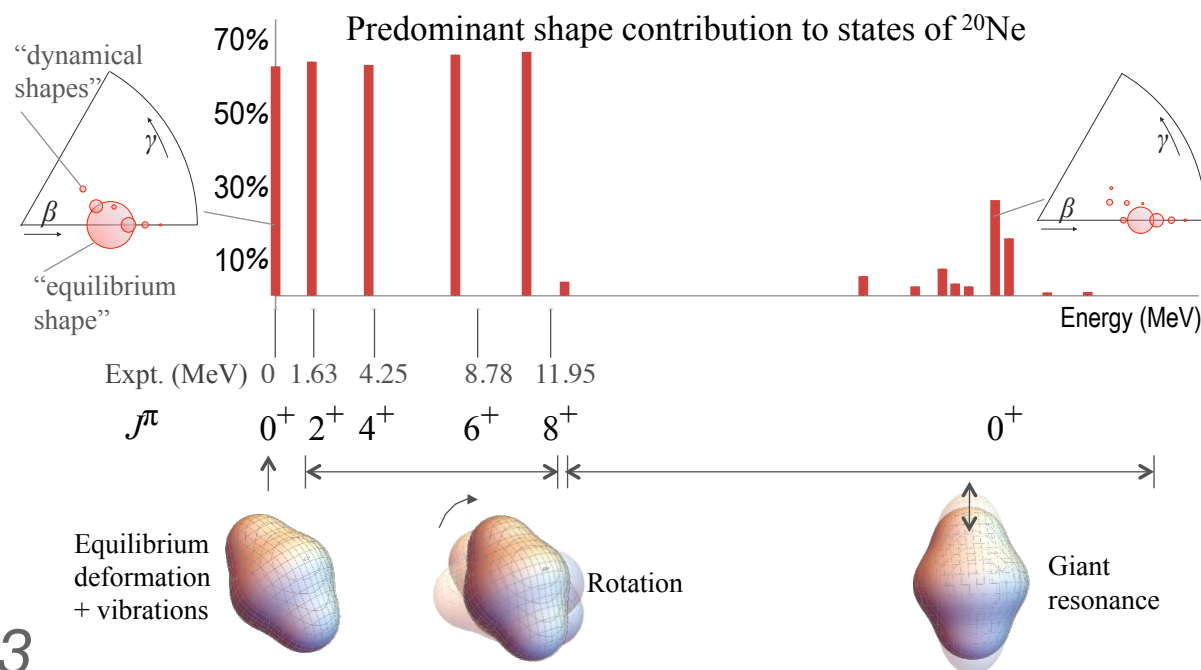 Predominant shape contribution to states of ²⁰Ne
70%
50%
30%
10%
“dynamical
shapes”
γ
β
“equilibrium
shape”
γ
β
Energy (MeV)
Expt. (MeV) 0 1.63 4.25 8.78 11.95
Jπ 0⁺ 2⁺ 4⁺ 6⁺ 8⁺ 0⁺
Equilibrium
deformation
+ vibrations
Rotation
Giant
resonance
3